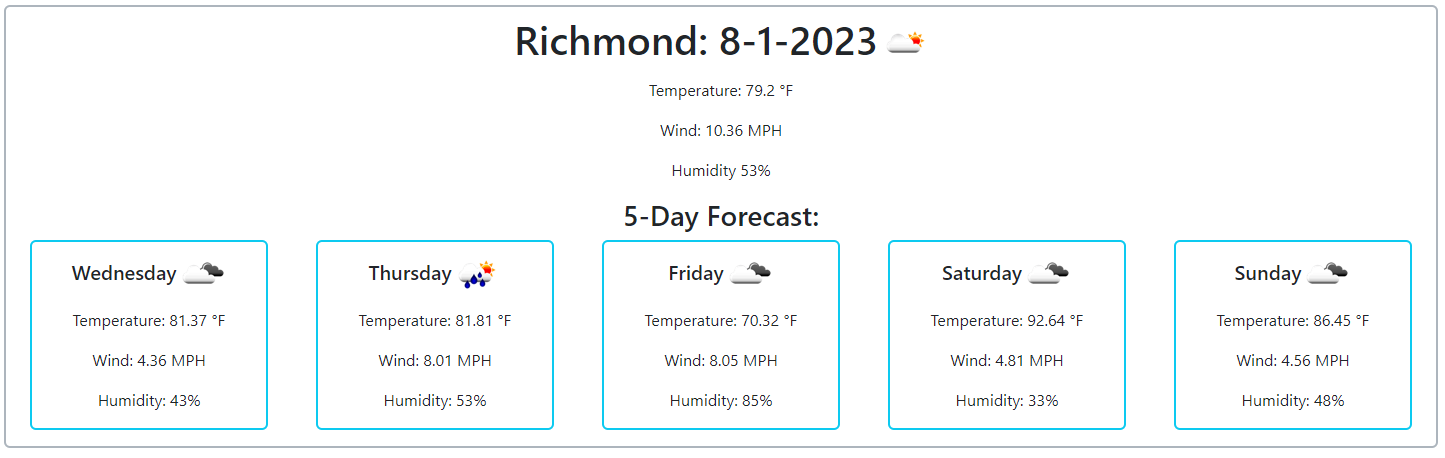 Richmond: 8-1-2023
Temperature: 79.2 °F
Wind: 10.36 MPH
Humidity 53%
5-Day Forecast:
Wednesday
Temperature: 81.37 °F
Wind: 4.36 MPH
Humidity: 43%
Thursday
Temperature: 81.81 °F
Wind: 8.01 MPH
Humidity: 53%
Friday
Temperature: 70.32 °F
Wind: 8.05 MPH
Humidity: 85%
Saturday
Temperature: 92.64 °F
Wind: 4.81 MPH
Humidity: 33%
Sunday
Temperature: 86.45 °F
Wind: 4.56 MPH
Humidity: 48%